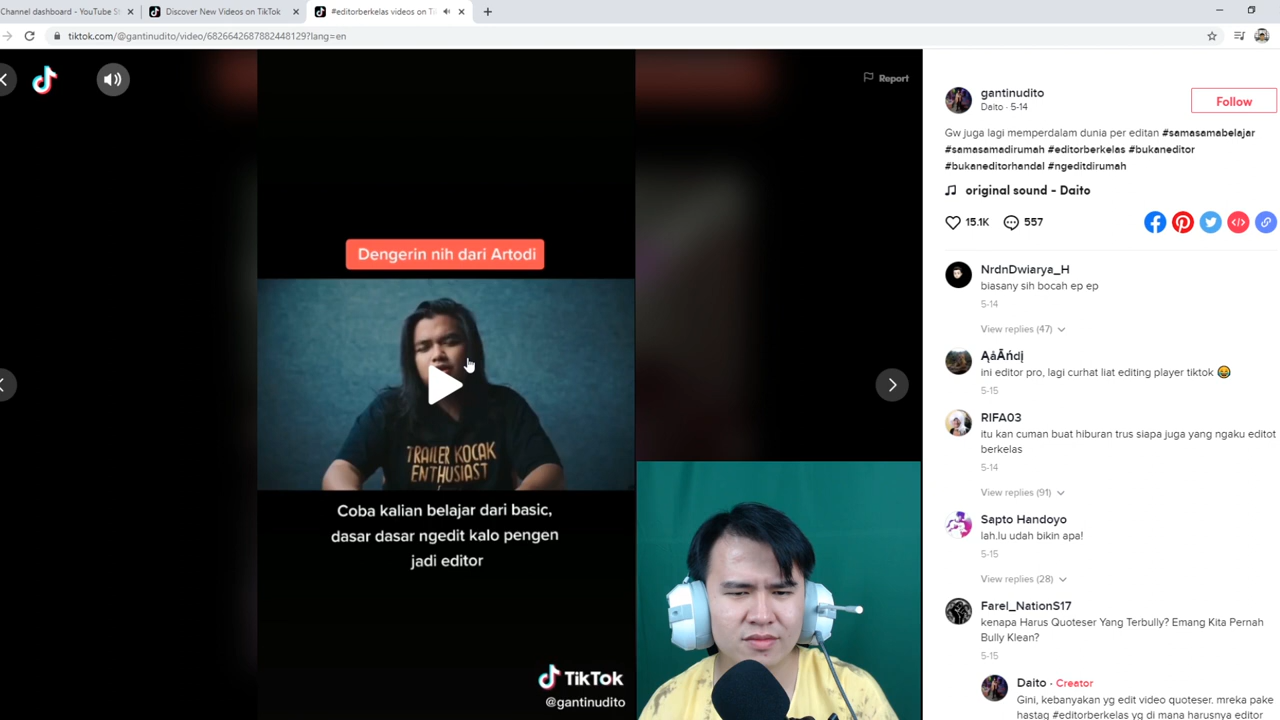 Channel dashboard - YouTube S
Discover New Videos on TikTok
#editorberkelas videos on Ti
tiktok.com/@gantinudito/video/6826642687882448129?lang=en
Report
Dengerin nih dari Artodi
TRAILER KOCAK
ENTHUSIAST
Coba kalian belajar dari basic,
dasar dasar ngedit kalo pengen
jadi editor
TikTok
@gantinudito
gantinudito
Daito · 5-14
Follow
Gw juga lagi memperdalam dunia per editan #samasamabelajar
#samasamadirumah #editorberkelas #bukaneditor
#bukaneditorhandal #ngeditdirumah
original sound - Daito
15.1K
557
NrdnDwiarya_H
biasany sih bocah ep ep
5-14
View replies (47)
ĄåÃńdį
ini editor pro, lagi curhat liat editing player tiktok 😂
5-15
RIFA03
itu kan cuman buat hiburan trus siapa juga yang ngaku editot
berkelas
5-14
View replies (91)
Sapto Handoyo
lah.lu udah bikin apa!
5-15
View replies (28)
Farel_NationS17
kenapa Harus Quoteser Yang Terbully? Emang Kita Pernah
Bully Klean?
5-15
Daito · Creator
Gini, kebanyakan yg edit video quoteser. mreka pake
hastag #editorberkelas yg di mana harusnya editor